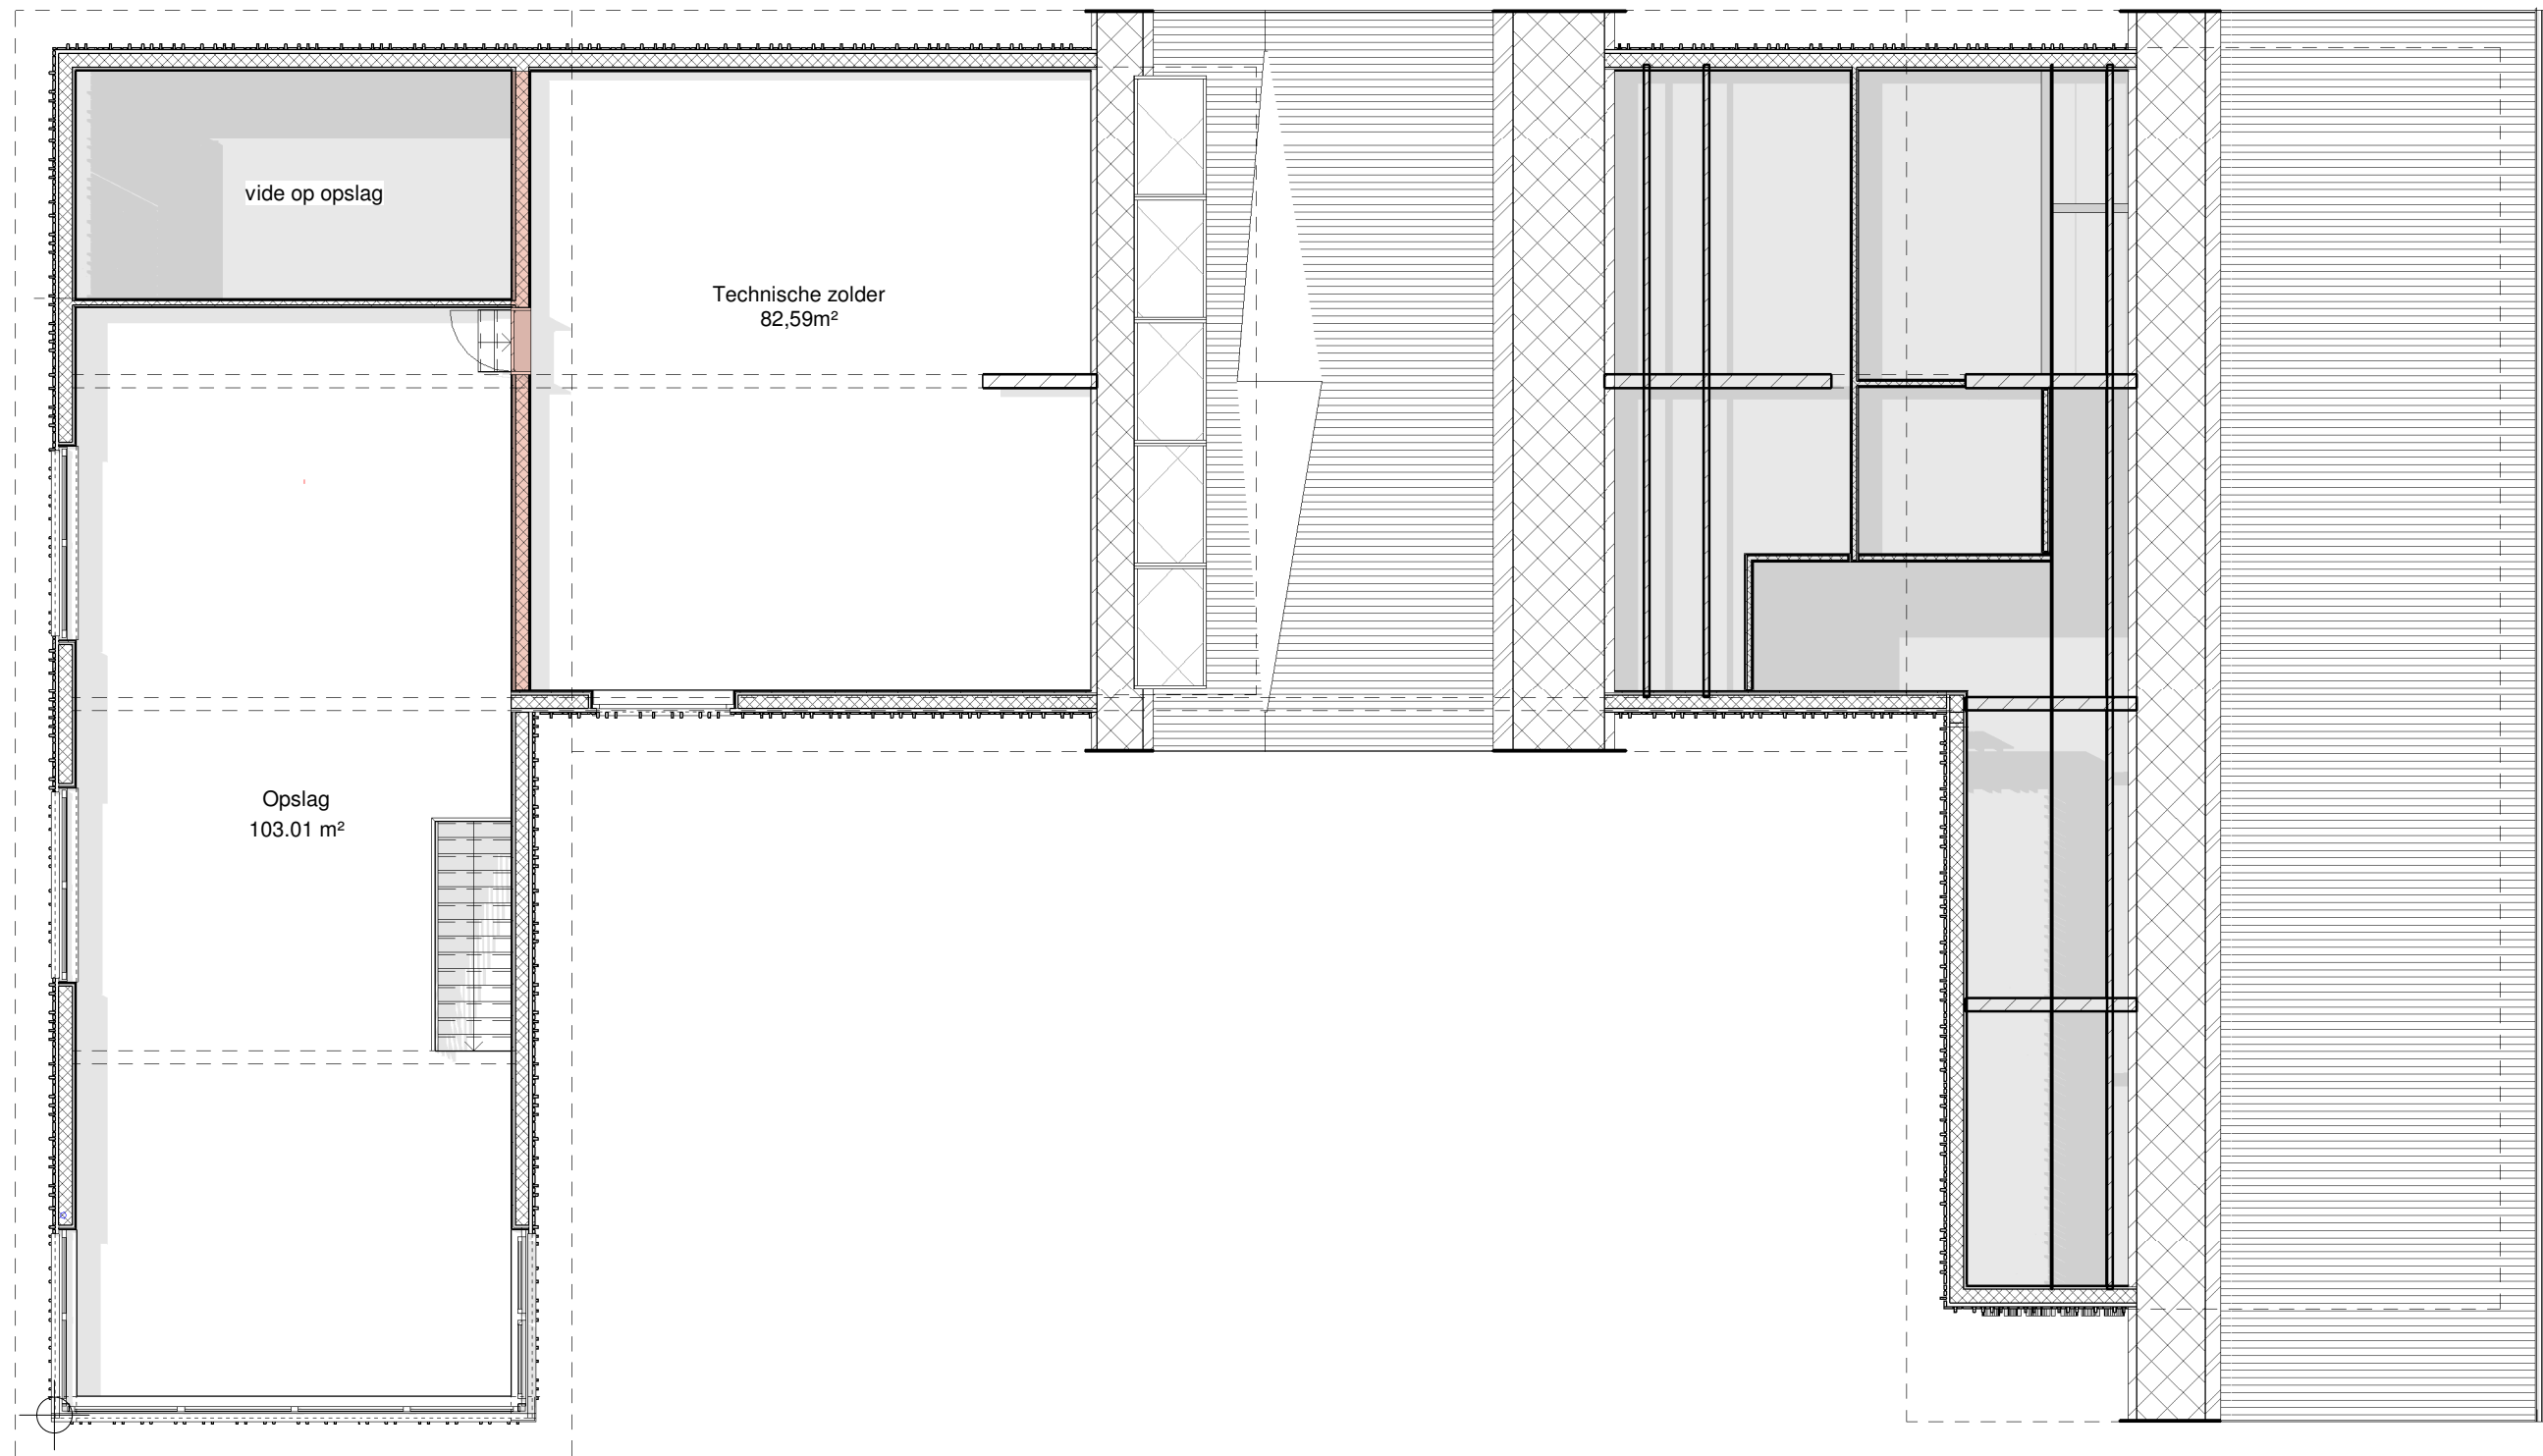 vide op opslag
Technische zolder
82,59m²
Opslag
103.01 m²